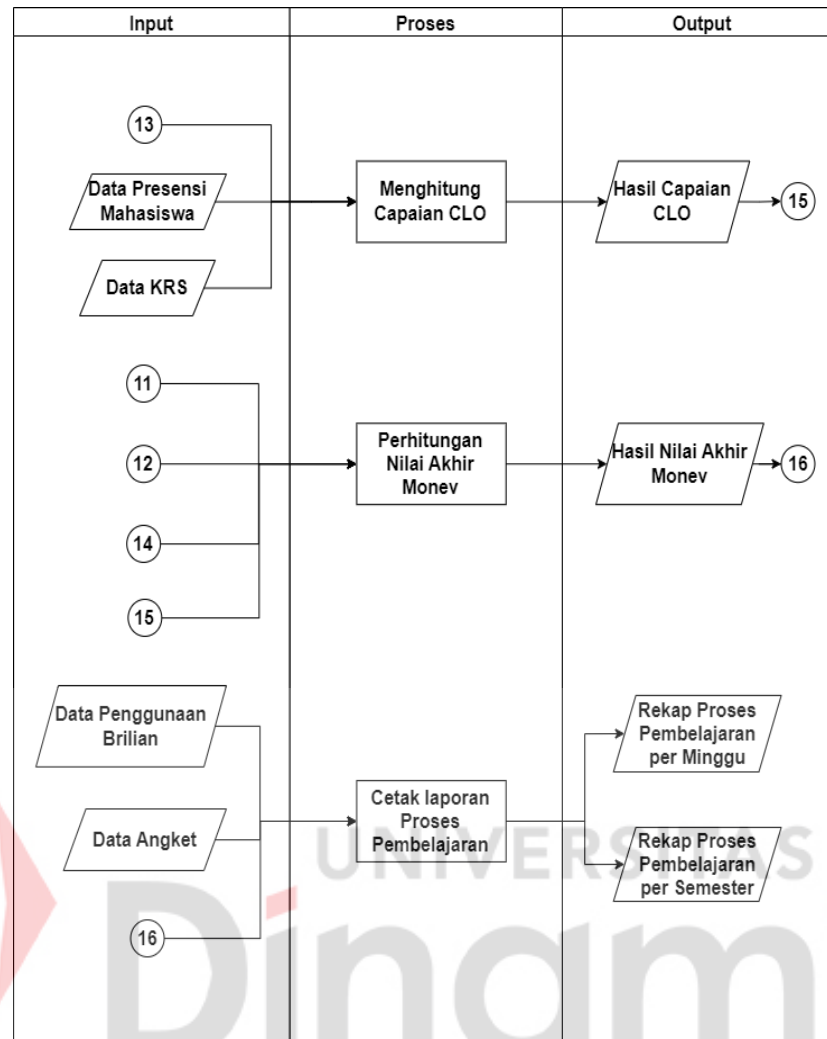 Input
Proses
Output
13
Data Presensi
Mahasiswa
Menghitung
Capaian CLO
Hasil Capaian
CLO
15
Data KRS
11
12
Perhitungan
Nilai Akhir
Monev
Hasil Nilai Akhir
Monev
16
14
15
Data Penggunaan
Brilian
Rekap Proses
Pembelajaran
per Minggu
Cetak laporan
Proses
Pembelajaran
Data Angket
Rekap Proses
Pembelajaran
per Semester
16
UNIVERSITAS
Dinam